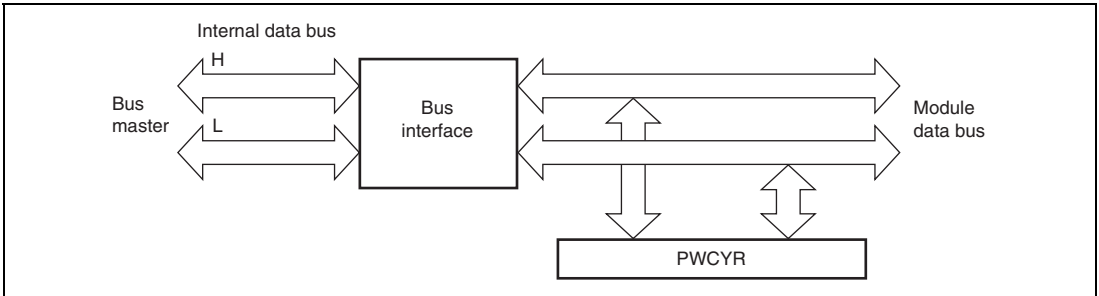 Internal data bus
H
Bus
master
L
Bus
interface
Module
data bus
PWCYR